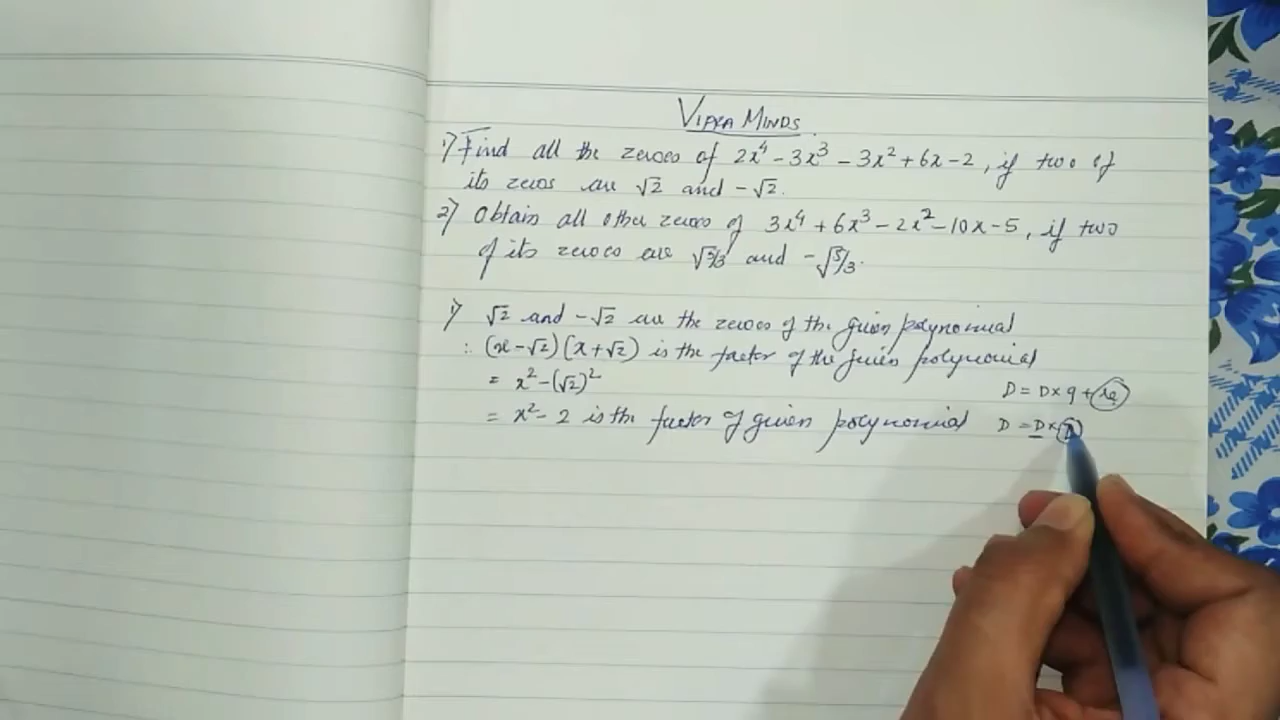 VIPRA MINDS
1) Find all the zeroes of 2x⁴ - 3x³ - 3x² + 6x - 2, if two of
its zeros are √2 and -√2.
2) Obtain all other zeroes of 3x⁴ + 6x³ - 2x² - 10x - 5, if two
of its zeroes are √5/3 and -√5/3.
1) √2 and -√2 are the zeroes of the given polynomial
∴ (x-√2)(x+√2) is the factor of the given polynomial
= x² - (√2)²
D = D × q + r
= x² - 2 is the factor of given polynomial
D = D ×